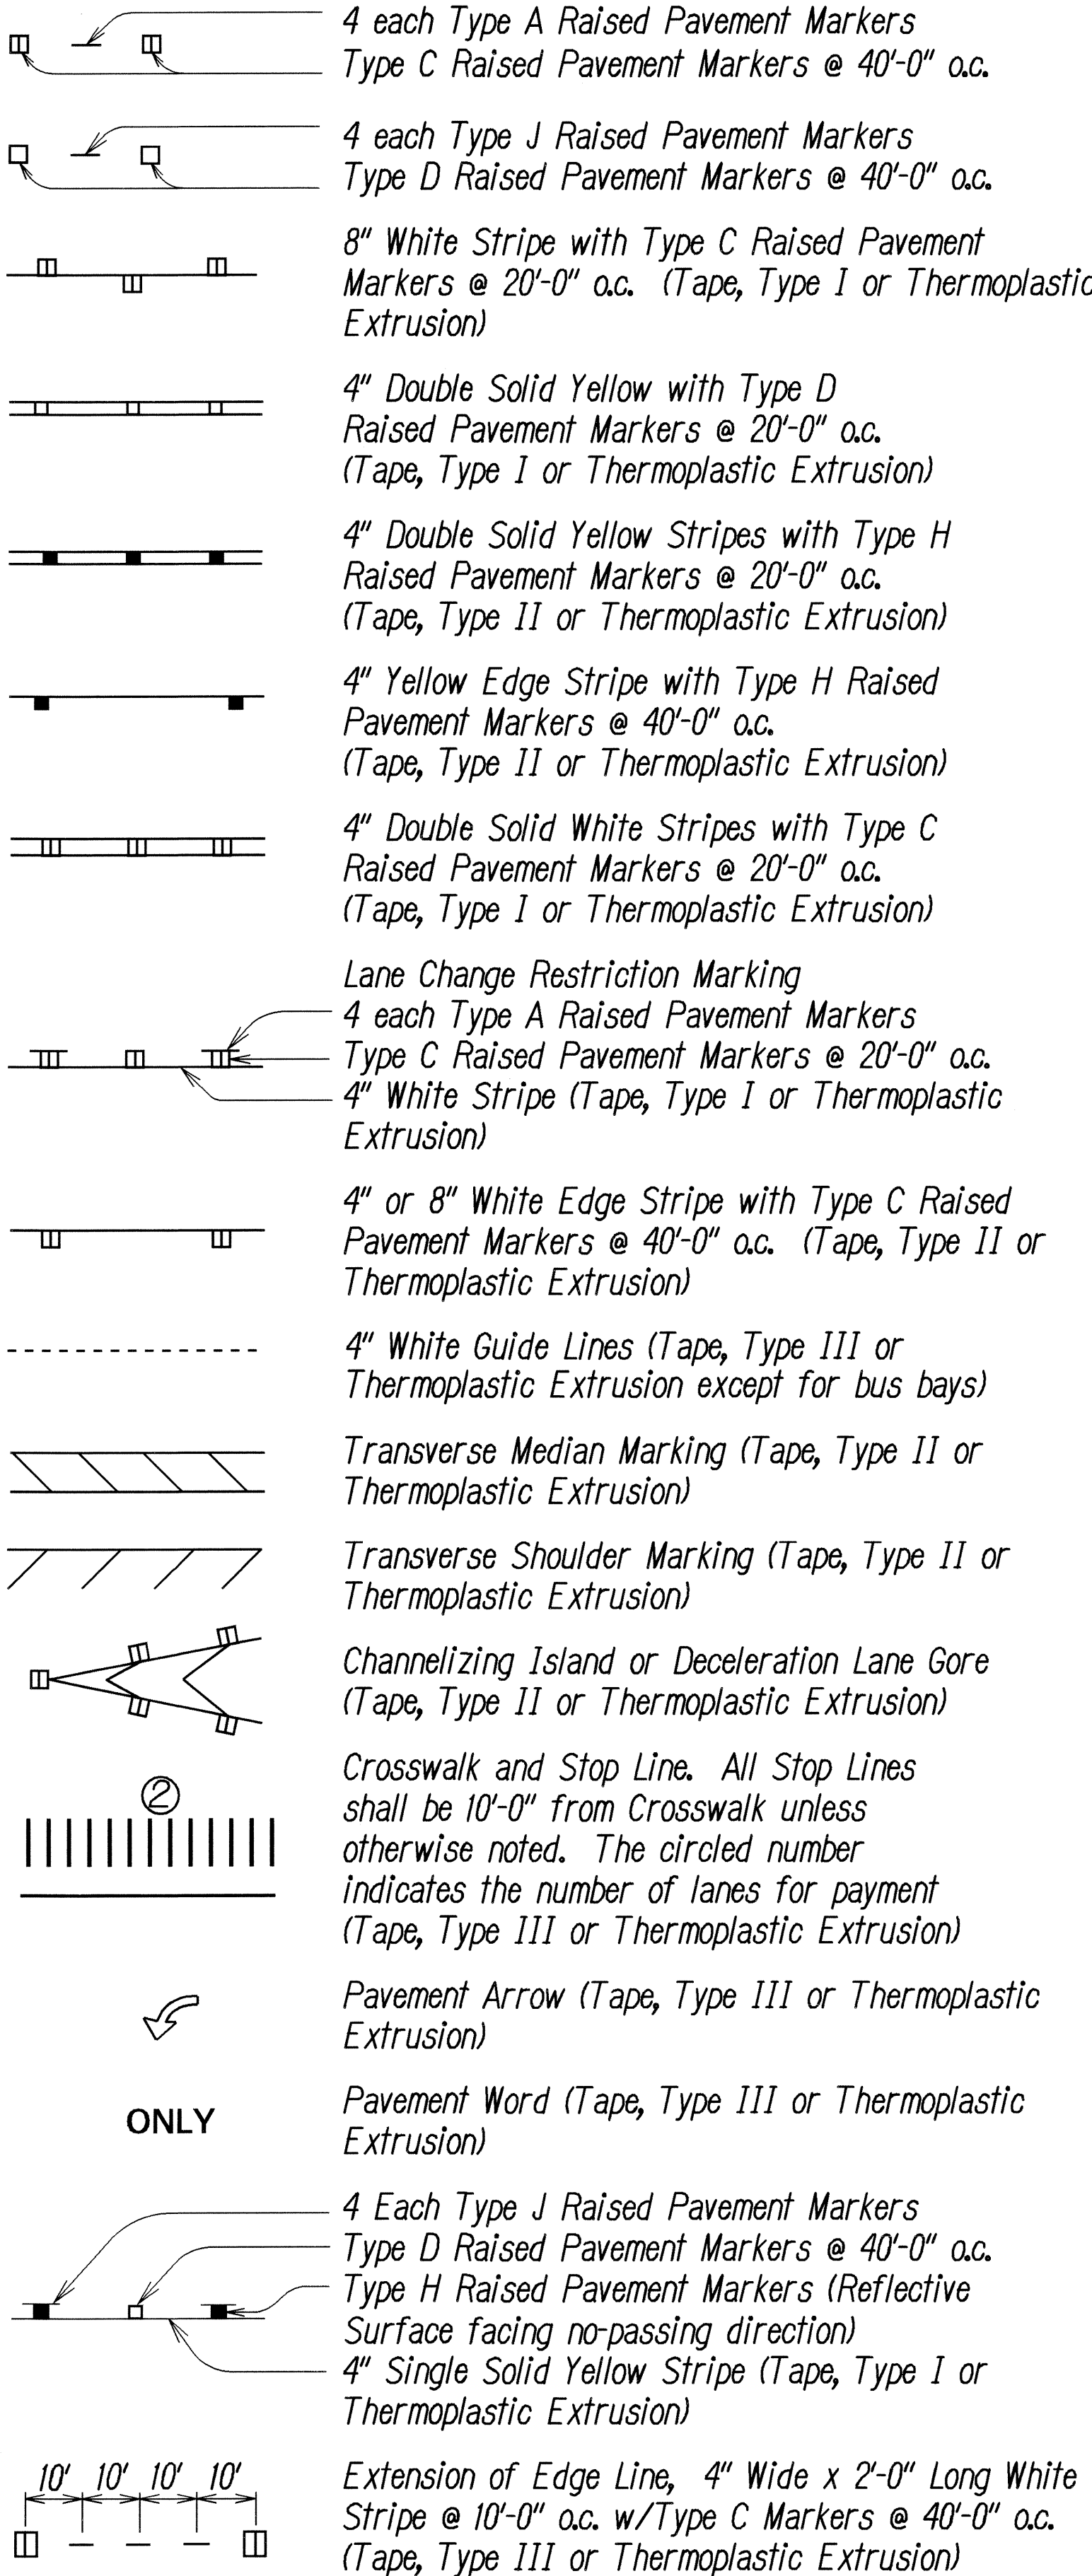 4 each Type A Raised Pavement Markers
Type C Raised Pavement Markers @ 40'-0" o.c.
4 each Type J Raised Pavement Markers
Type D Raised Pavement Markers @ 40'-0" o.c.
8" White Stripe with Type C Raised Pavement
Markers @ 20'-0" o.c. (Tape, Type I or Thermoplastic
Extrusion)
4" Double Solid Yellow with Type D
Raised Pavement Markers @ 20'-0" o.c.
(Tape, Type I or Thermoplastic Extrusion)
4" Double Solid Yellow Stripes with Type H
Raised Pavement Markers @ 20'-0" o.c.
(Tape, Type II or Thermoplastic Extrusion)
4" Yellow Edge Stripe with Type H Raised
Pavement Markers @ 40'-0" o.c.
(Tape, Type II or Thermoplastic Extrusion)
4" Double Solid White Stripes with Type C
Raised Pavement Markers @ 20'-0" o.c.
(Tape, Type I or Thermoplastic Extrusion)
Lane Change Restriction Marking
4 each Type A Raised Pavement Markers
Type C Raised Pavement Markers @ 20'-0" o.c.
4" White Stripe (Tape, Type I or Thermoplastic
Extrusion)
4" or 8" White Edge Stripe with Type C Raised
Pavement Markers @ 40'-0" o.c. (Tape, Type II or
Thermoplastic Extrusion)
4" White Guide Lines (Tape, Type III or
Thermoplastic Extrusion except for bus bays)
Transverse Median Marking (Tape, Type II or
Thermoplastic Extrusion)
Transverse Shoulder Marking (Tape, Type II or
Thermoplastic Extrusion)
Channelizing Island or Deceleration Lane Gore
(Tape, Type II or Thermoplastic Extrusion)
2
Crosswalk and Stop Line. All Stop Lines
shall be 10'-0" from Crosswalk unless
otherwise noted. The circled number
indicates the number of lanes for payment
(Tape, Type III or Thermoplastic Extrusion)
Pavement Arrow (Tape, Type III or Thermoplastic
Extrusion)
ONLY
Pavement Word (Tape, Type III or Thermoplastic
Extrusion)
4 Each Type J Raised Pavement Markers
Type D Raised Pavement Markers @ 40'-0" o.c.
Type H Raised Pavement Markers (Reflective
Surface facing no-passing direction)
4" Single Solid Yellow Stripe (Tape, Type I or
Thermoplastic Extrusion)
10' 10' 10' 10'
Extension of Edge Line, 4" Wide x 2'-0" Long White
Stripe @ 10'-0" o.c. w/Type C Markers @ 40'-0" o.c.
(Tape, Type III or Thermoplastic Extrusion)